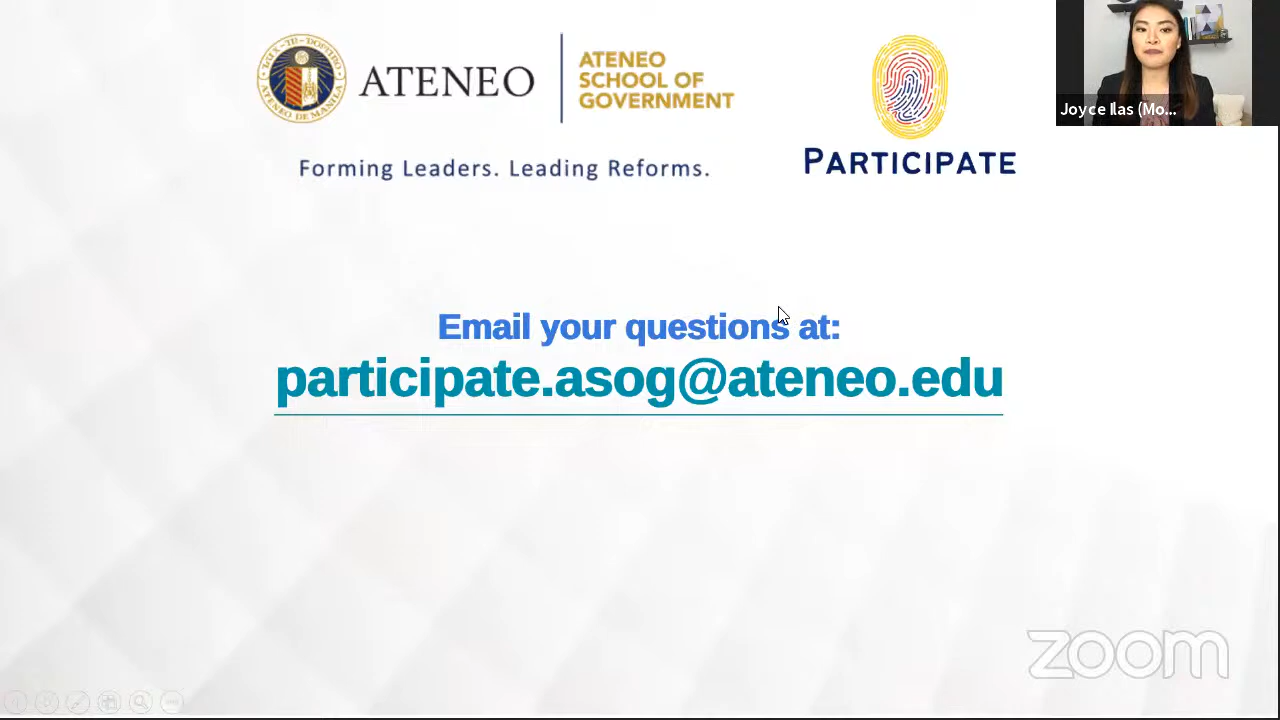 ATENEO
ATENEO
SCHOOL OF
GOVERNMENT
Forming Leaders. Leading Reforms.
PARTICIPATE
Joyce Ilas (Mo...
Email your questions at:
participate.asog@ateneo.edu
zoom